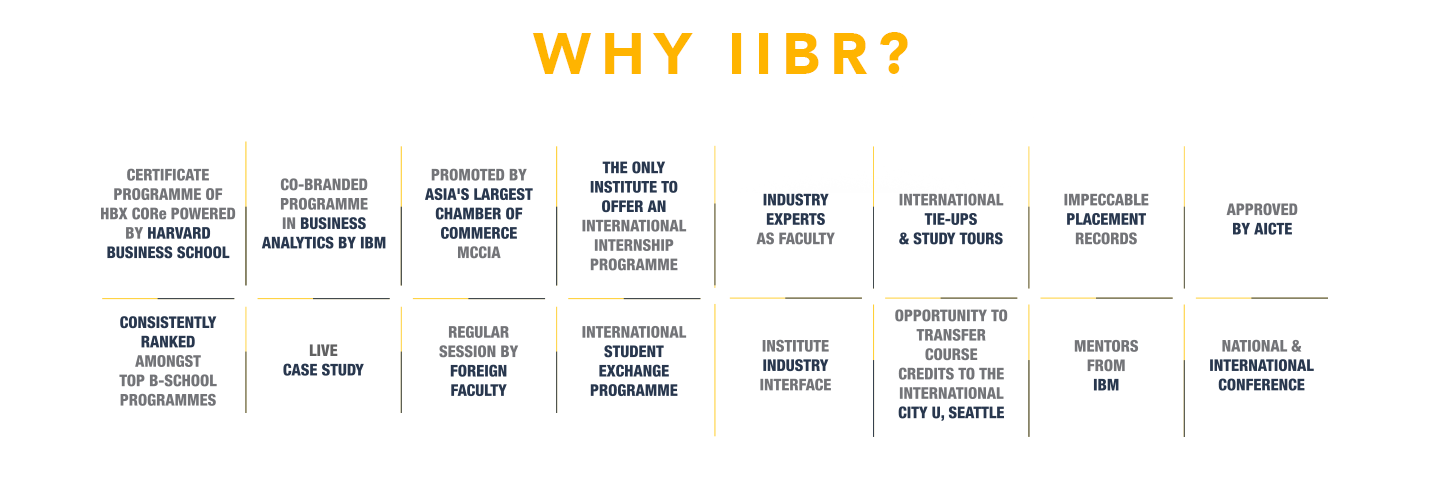 WHY IIBR?
CERTIFICATE
PROGRAMME OF
HBX CORe POWERED
BY HARVARD
BUSINESS SCHOOL
CO-BRANDED
PROGRAMME
IN BUSINESS
ANALYTICS BY IBM
PROMOTED BY
ASIA'S LARGEST
CHAMBER OF
COMMERCE
MCCIA
THE ONLY
INSTITUTE TO
OFFER AN
INTERNATIONAL
INTERNSHIP
PROGRAMME
INDUSTRY
EXPERTS
AS FACULTY
INTERNATIONAL
TIE-UPS
& STUDY TOURS
IMPECCABLE
PLACEMENT
RECORDS
APPROVED
BY AICTE
CONSISTENTLY
RANKED
AMONGST
TOP B-SCHOOL
PROGRAMMES
LIVE
CASE STUDY
REGULAR
SESSION BY
FOREIGN
FACULTY
INTERNATIONAL
STUDENT
EXCHANGE
PROGRAMME
INSTITUTE
INDUSTRY
INTERFACE
OPPORTUNITY TO
TRANSFER
COURSE
CREDITS TO THE
INTERNATIONAL
CITY U, SEATTLE
MENTORS
FROM
IBM
NATIONAL &
INTERNATIONAL
CONFERENCE